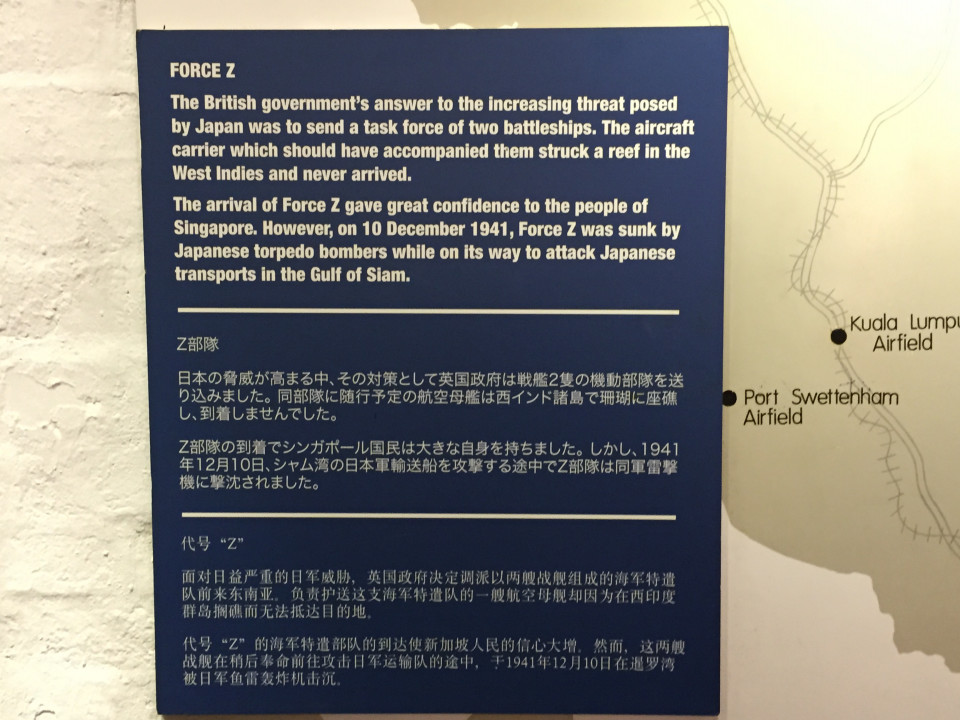 FORCE Z
The British government's answer to the increasing threat posed
by Japan was to send a task force of two battleships. The aircraft
carrier which should have accompanied them struck a reef in the
West Indies and never arrived.
The arrival of Force Z gave great confidence to the people of
Singapore. However, on 10 December 1941, Force Z was sunk by
Japanese torpedo bombers while on its way to attack Japanese
transports in the Gulf of Siam.
Z部隊
日本の脅威が高まる中、その対策として英国政府は戦艦2隻の機動部隊を送
り込みました。同部隊に随行予定の航空母艦は西インド諸島で珊瑚に座礁
し、到着しませんでした。
Z部隊の到着でシンガポール国民は大きな自身を持ちました。しかし、1941
年12月10日、シャム湾の日本軍輸送船を攻撃する途中でZ部隊は同軍雷撃
機に撃沈されました。
代号 “Z”
面对日益严重的日军威胁，英国政府决定调派以两艘战舰组成的海军特遣
队前来东南亚。负责护送这支海军特遣队的一艘航空母舰却因为在西印度
群岛搁礁而无法抵达目的地。
代号 “Z” 的海军特遣部队的到达使新加坡人民的信心大增。然而，这两艘
战舰在稍后奉命前往攻击日军运输队的途中，于1941年12月10日在暹罗湾
被日军鱼雷轰炸机击沉。
Kuala Lumpu
Airfield
Port Swettenham
Airfield